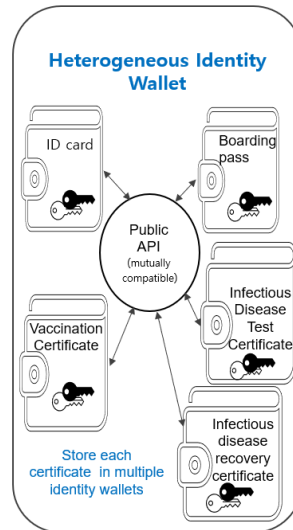 Heterogeneous Identity
Wallet
ID card
Boarding
pass
Public
API
(mutually
compatible)
Vaccination
Certificate
Infectious
Disease
Test
Certificate
Infectious
disease
recovery
certificate
Store each
certificate in multiple
identity wallets